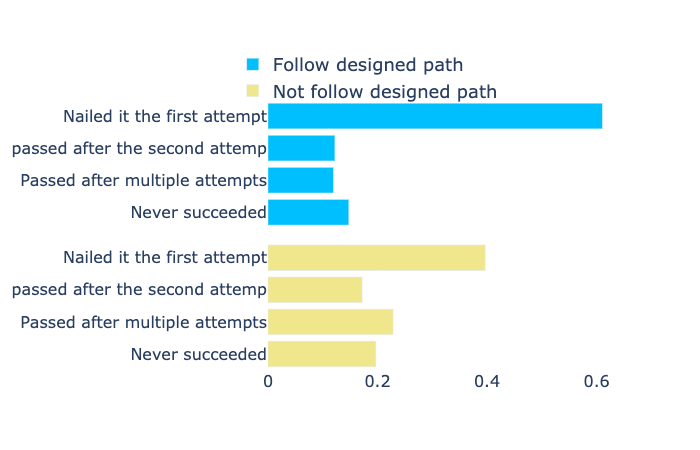 Follow designed path
Not follow designed path
Nailed it the first attempt
passed after the second attemp
Passed after multiple attempts
Never succeeded
Nailed it the first attempt
passed after the second attemp
Passed after multiple attempts
Never succeeded
0 0.2 0.4 0.6